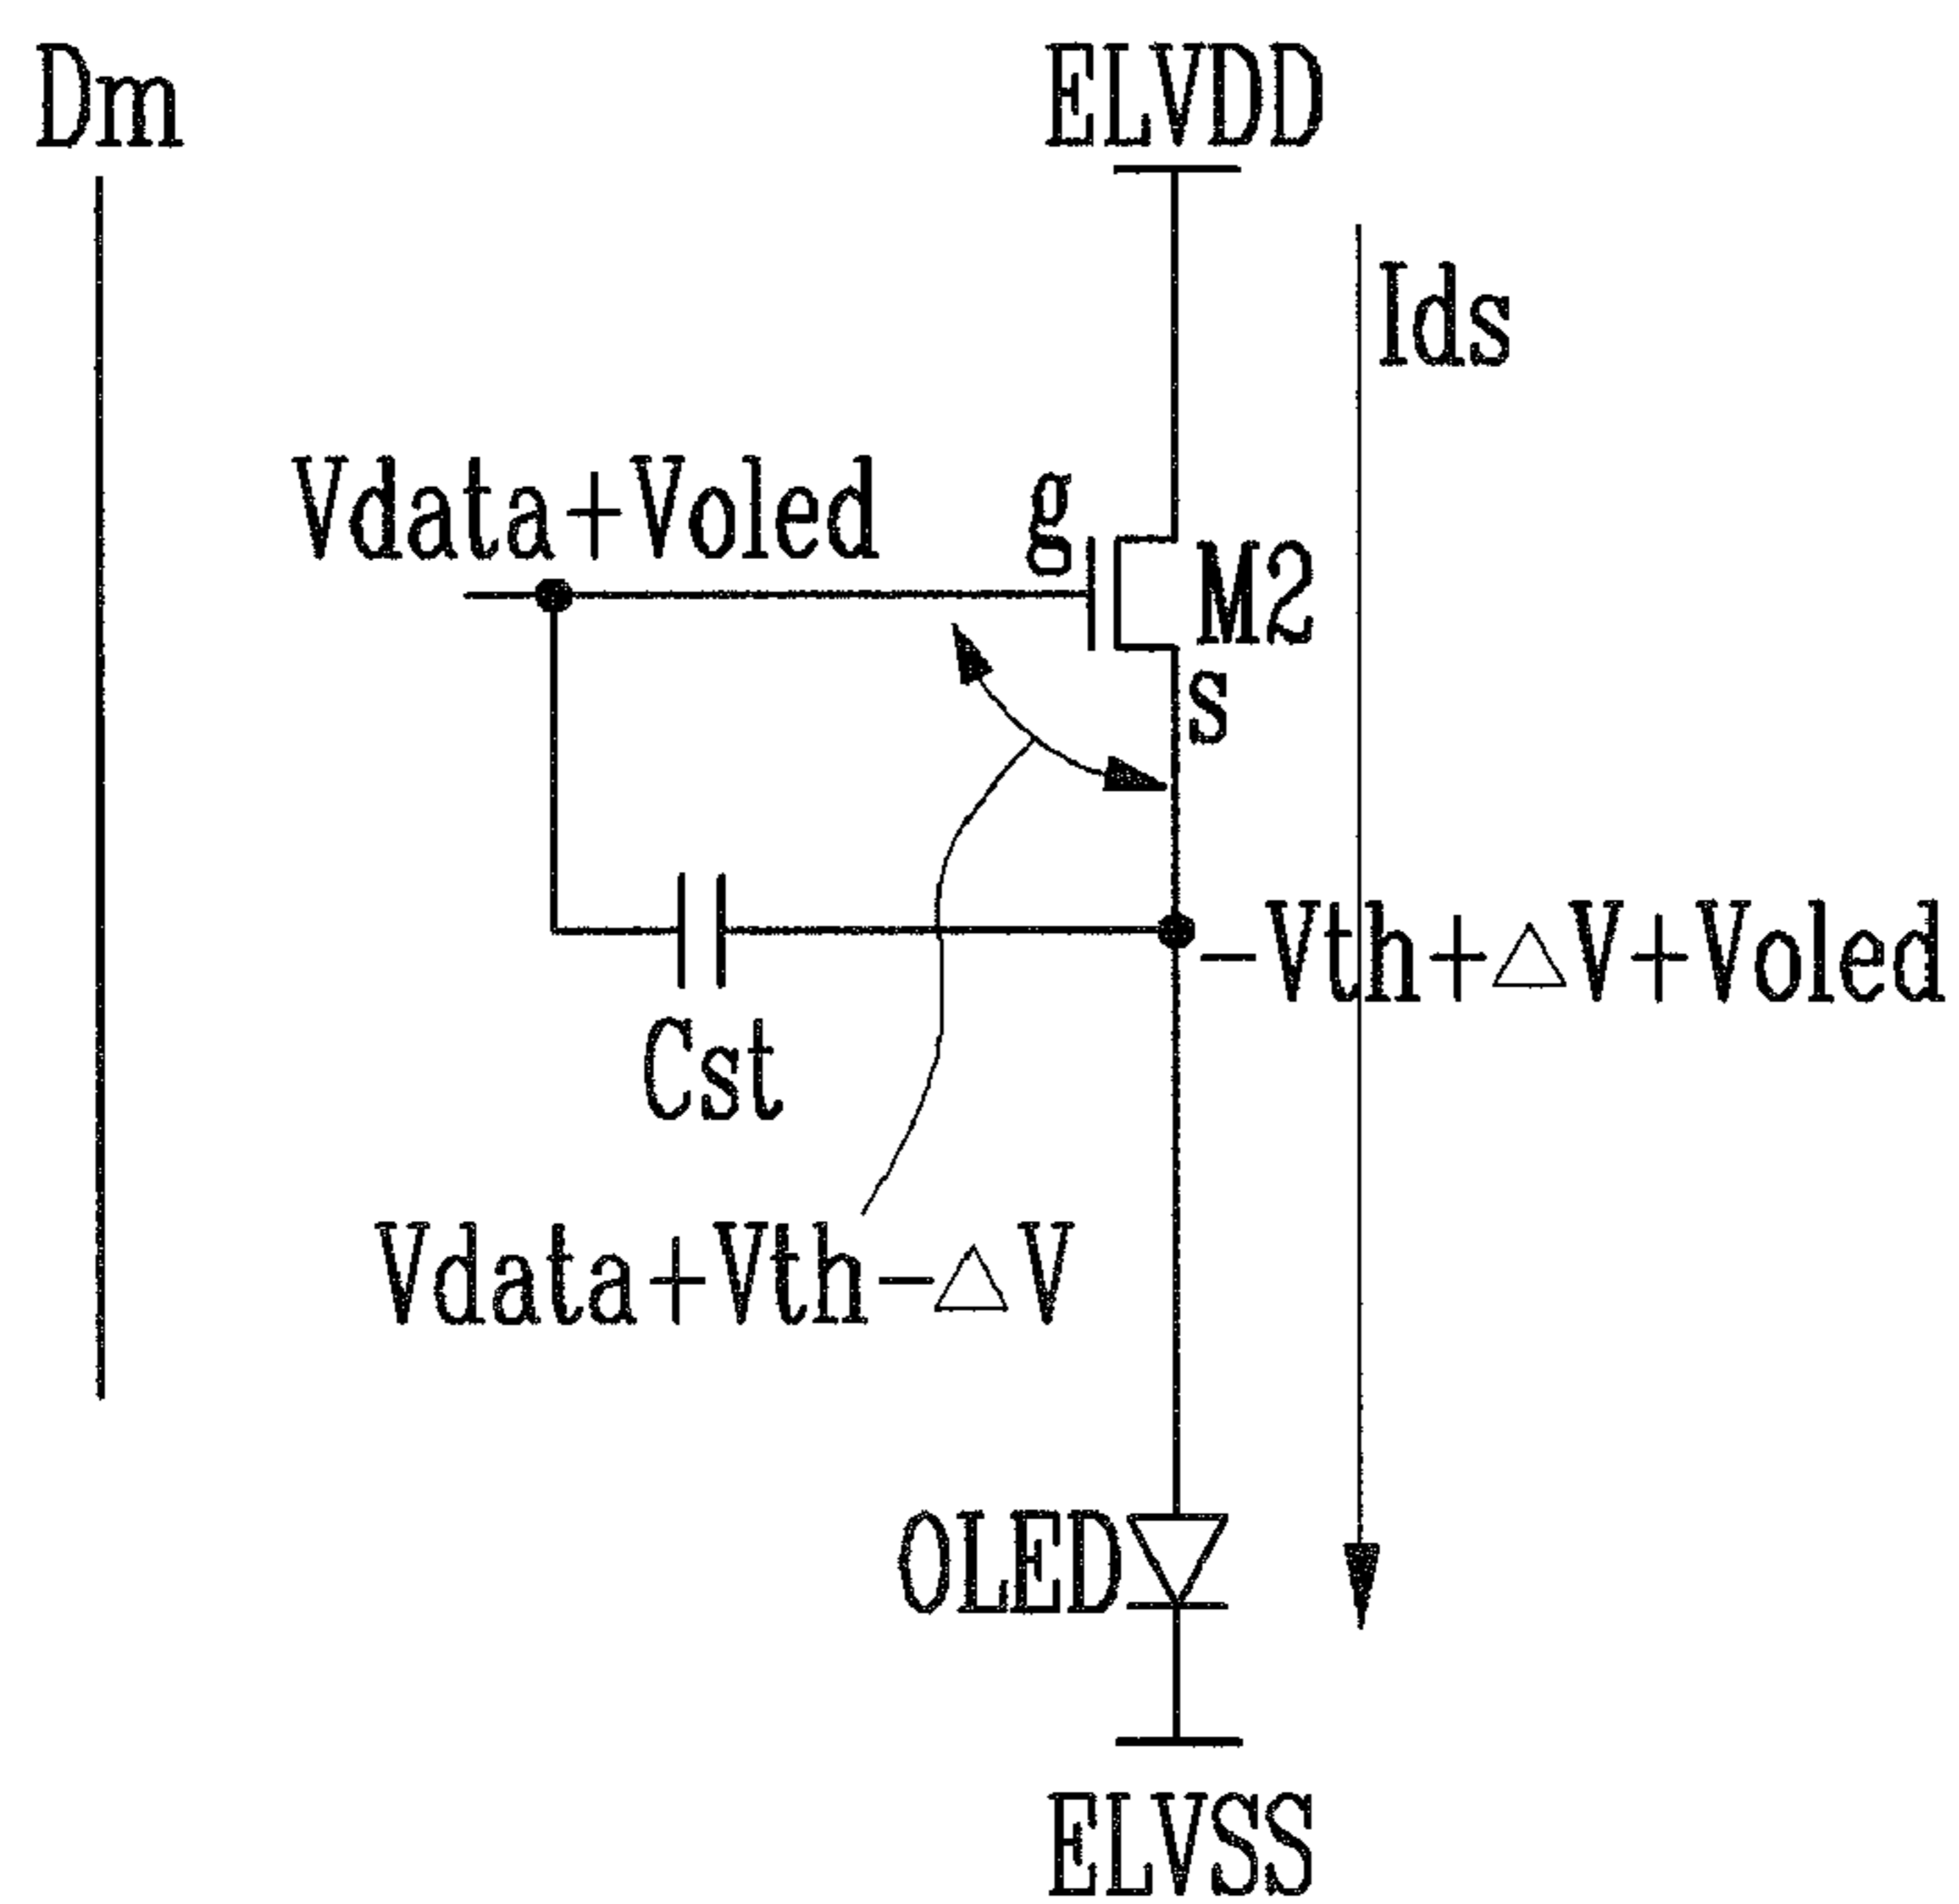 Dm
ELVDD
Ids
Vdata+Voled
g
M2
s
-Vth+△V+Voled
Cst
Vdata+Vth-△V
OLED
ELVSS